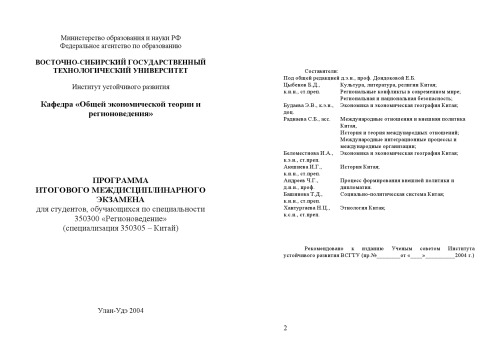 Министерство образования и науки РФ
Федеральное агентство по образованию
ВОСТОЧНО-СИБИРСКИЙ ГОСУДАРСТВЕННЫЙ
ТЕХНОЛОГИЧЕСКИЙ УНИВЕРСИТЕТ
Институт устойчивого развития
Кафедра «Общей экономической теории и
регионоведения»
ПРОГРАММА
ИТОГОВОГО МЕЖДИСЦИПЛИНАРНОГО
ЭКЗАМЕНА
для студентов, обучающихся по специальности
350300 «Регионоведение»
(специализация 350305 – Китай)
Улан-Удэ 2004
Составители:
Под общей редакцией д.э.н., проф. Дондоковой Е.Б.
Цыбенов Б.Д., Культура, литература, религии Китая;
к.и.н., ст.преп. Региональные конфликты в современном мире;
Региональная и национальная безопасность;
Будаева Э.В., к.э.н., Экономика и экономическая география Китая;
доц.
Раднаева С.Б., асс. Международные отношения и внешняя политика
Китая,
История и теория международных отношений;
Международные интеграционные процессы и
международные организации;
Беломестнова И.А., Экономика и экономическая география Китая;
к.э.н., ст.преп.
Аюшиева И.Г., История Китая;
к.и.н., ст.преп.
Андреев Ч.Г., Процесс формирования внешней политики и
д.и.н., проф. дипломатии.
Башинова Т.Д., Социально-политическая система Китая;
к.и.н., ст.преп.
Хантургаева Н.Ц., Этнология Китая;
к.с.н., ст.преп.
Рекомендовано к изданию Ученым советом Института
устойчивого развития ВСГТУ (пр.№________от «____»__________2004 г.)
2